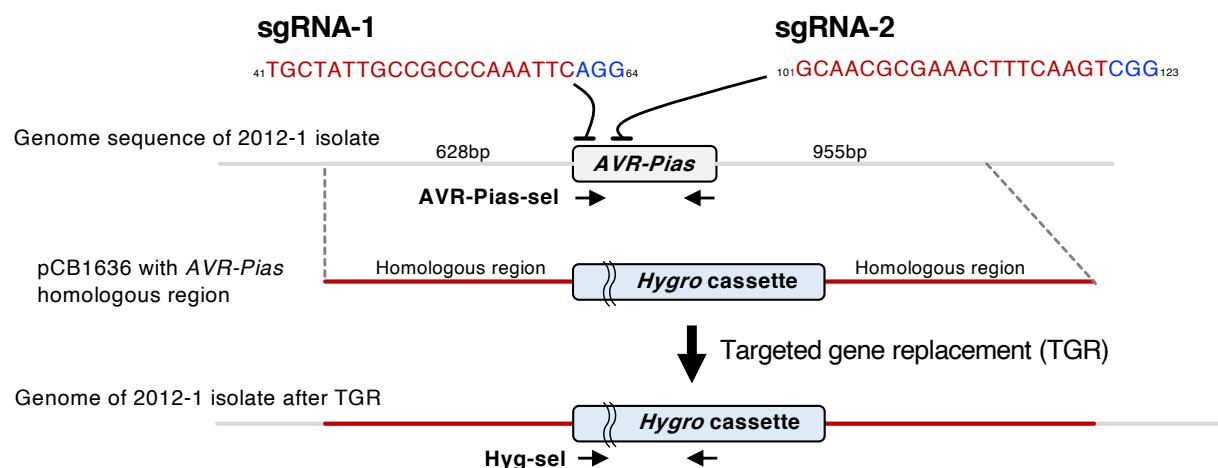 sgRNA-1
sgRNA-2
41TGCTATTGCCGCCCAAATTCAGG64
101GCAACGCGAAACTTTCAAGTCGG123
Genome sequence of 2012-1 isolate
628bp
AVR-Pias
955bp
AVR-Pias-sel
pCB1636 with AVR-Pias
homologous region
Homologous region
Hygro cassette
Homologous region
Targeted gene replacement (TGR)
Genome of 2012-1 isolate after TGR
Hygro cassette
Hyg-sel